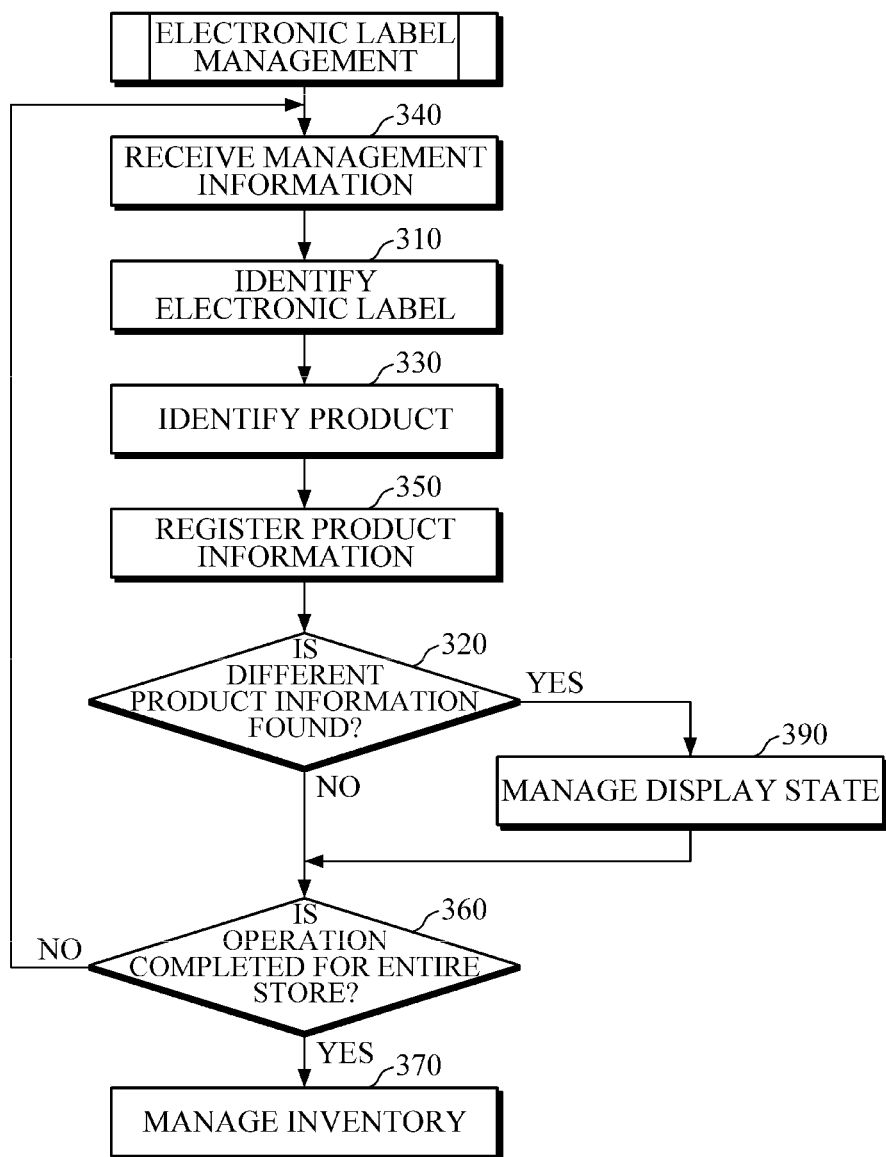 ELECTRONIC LABEL
MANAGEMENT
340
RECEIVE MANAGEMENT
INFORMATION
310
IDENTIFY
ELECTRONIC LABEL
330
IDENTIFY PRODUCT
350
REGISTER PRODUCT
INFORMATION
320
IS
DIFFERENT
PRODUCT INFORMATION
FOUND?
YES
NO
390
MANAGE DISPLAY STATE
360
IS
OPERATION
COMPLETED FOR ENTIRE
STORE?
NO
YES
370
MANAGE INVENTORY